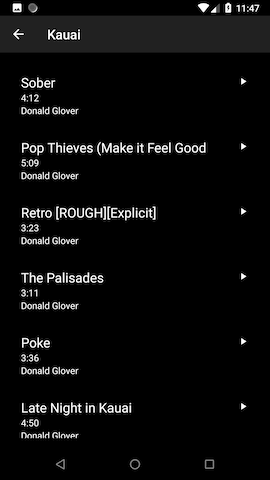 11:47
Kauai
Sober
4:12
Donald Glover
Pop Thieves (Make it Feel Good
5:09
Donald Glover
Retro [ROUGH][Explicit]
3:23
Donald Glover
The Palisades
3:11
Donald Glover
Poke
3:36
Donald Glover
Late Night in Kauai
4:50
Donald Glover